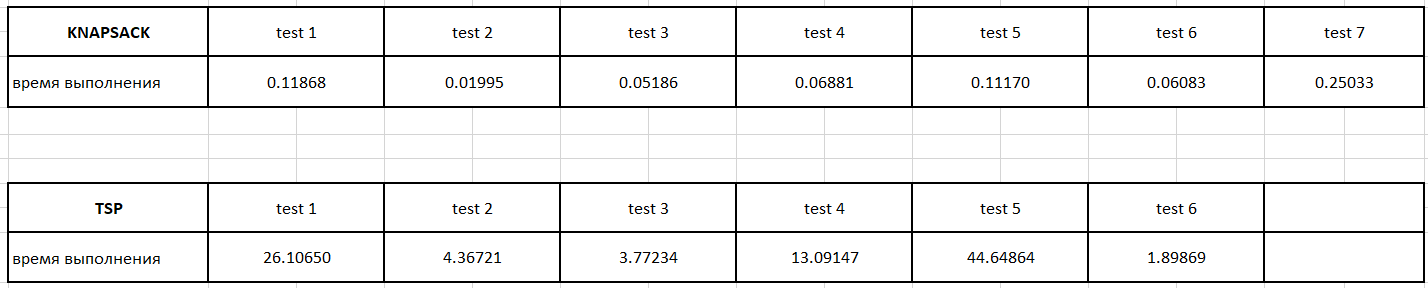 KNAPSACK test 1 test 2 test 3 test 4 test 5 test 6 test 7
время выполнения 0.11868 0.01995 0.05186 0.06881 0.11170 0.06083 0.25033
TSP test 1 test 2 test 3 test 4 test 5 test 6
время выполнения 26.10650 4.36721 3.77234 13.09147 44.64864 1.89869